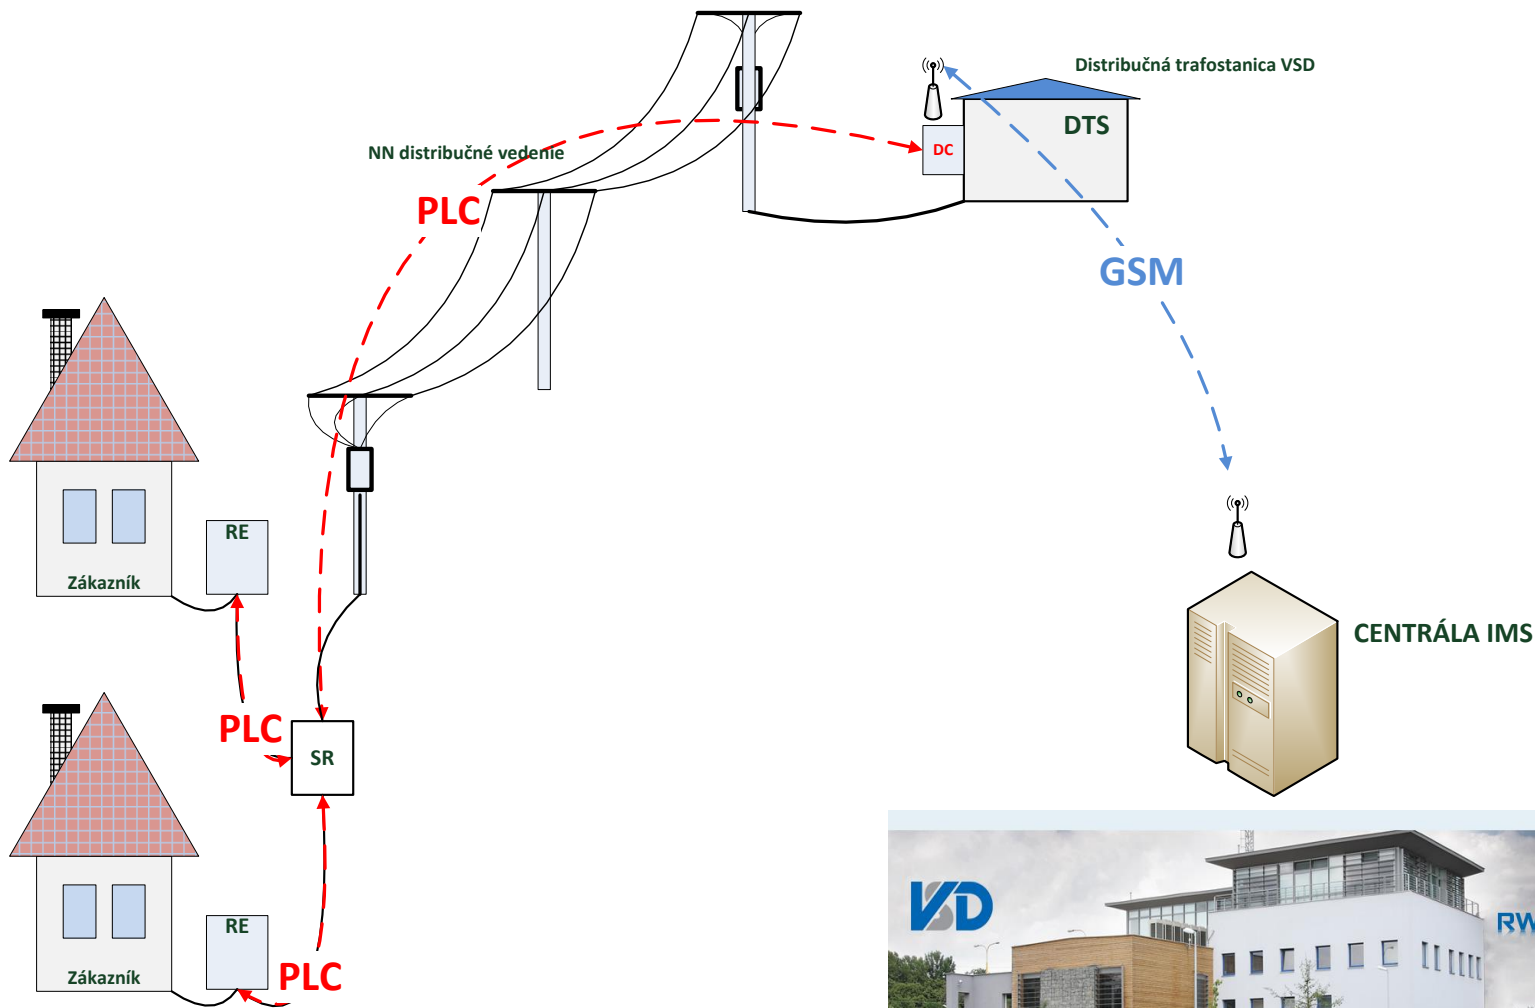 Distribučná trafostanica VSD
DTS
DC
NN distribučné vedenie
PLC
GSM
RE
Zákazník
CENTRÁLA IMS
PLC
SR
RE
Zákazník
PLC
VSD
RW